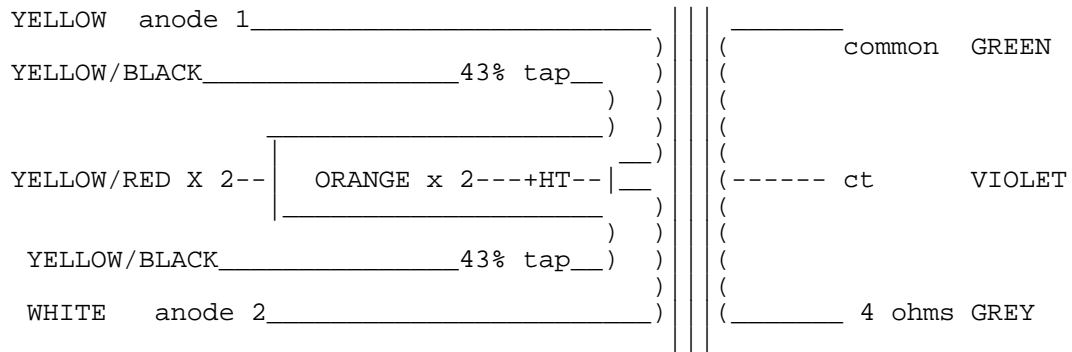 YELLOW anode 1
common GREEN
YELLOW/BLACK 43% tap
YELLOW/RED X 2-- ORANGE x 2---+HT-- ------ ct VIOLET
YELLOW/BLACK 43% tap
WHITE anode 2 4 ohms GREY